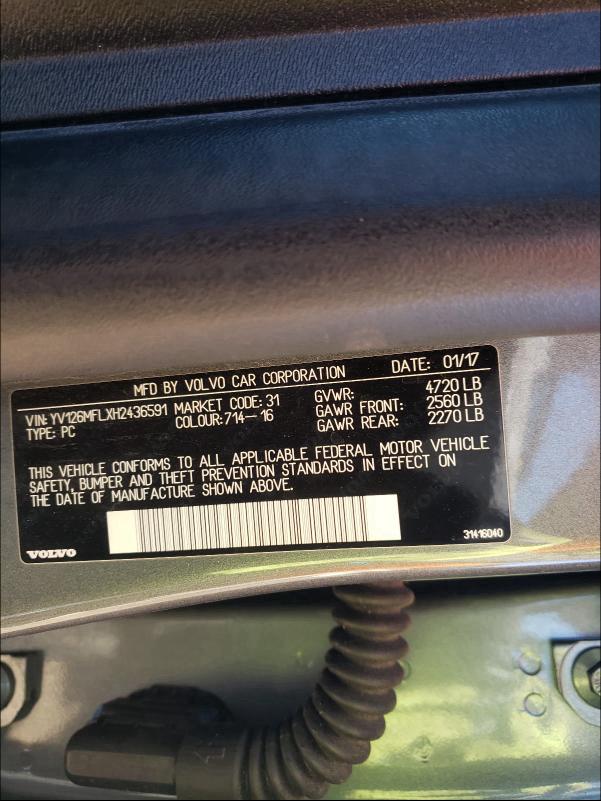 MFD BY VOLVO CAR CORPORATION DATE: 01/17
VIN: YV126MFLXH2436591 MARKET CODE: 31 GVWR: 4720 LB
TYPE: PC COLOUR: 714-16 GAWR FRONT: 2560 LB
GAWR REAR: 2270 LB
THIS VEHICLE CONFORMS TO ALL APPLICABLE FEDERAL MOTOR VEHICLE
SAFETY, BUMPER AND THEFT PREVENTION STANDARDS IN EFFECT ON
THE DATE OF MANUFACTURE SHOWN ABOVE.
VOLVO 31416040